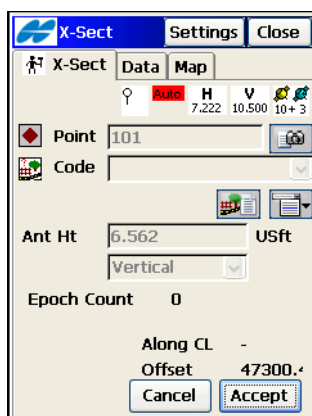 X-Sect Settings Close
X-Sect Data Map
Auto H V
7.222 10.500 10+ 3
Point 101
Code
Ant Ht 6.562 USft
Vertical
Epoch Count 0
Along CL -
Offset 47300.
Cancel Accept